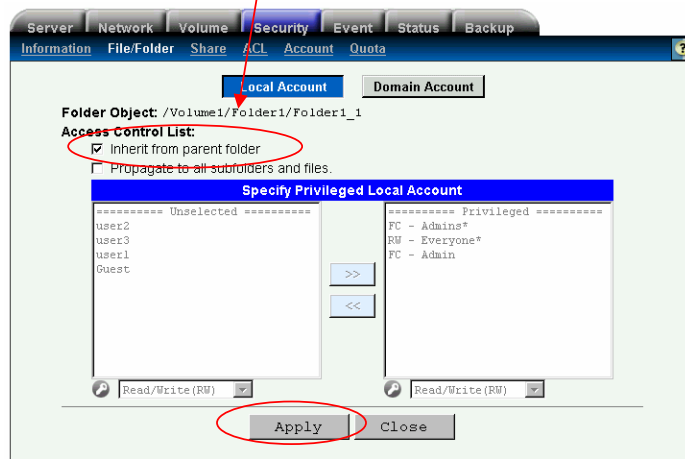 Server Network Volume Security Event Status Backup
Information File/Folder Share ACL Account Quota
?
Local Account Domain Account
Folder Object: /Volume1/Folder1/Folder1_1
Access Control List:
Inherit from parent folder
Propagate to all subfolders and files.
Specify Privileged Local Account
========== Unselected ========== ========== Privileged ==========
user2 FC - Admins*
user3 RW - Everyone*
user1 FC - Admin
Guest
>>
<<
Read/Write(RW) Read/Write(RW)
Apply Close